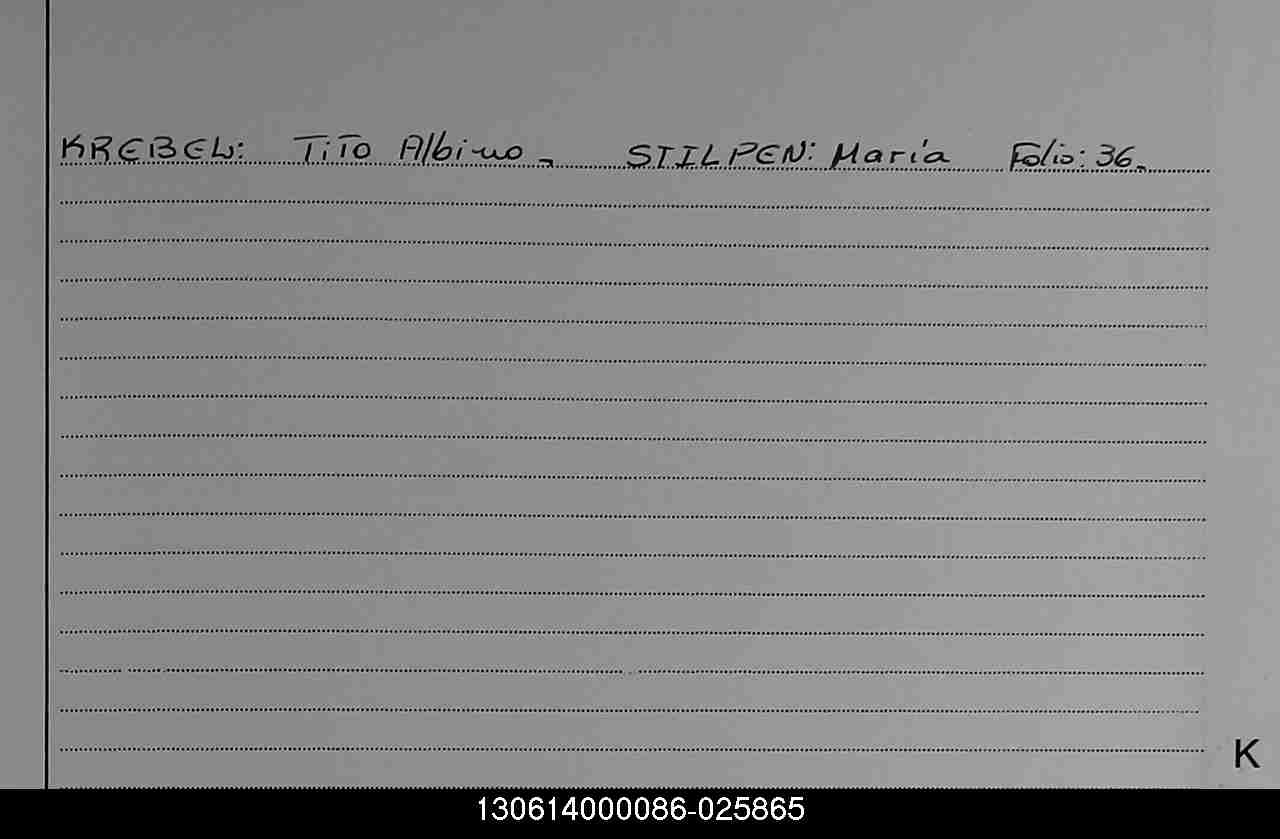 KREBEL: TiTO Albino. STILPEN: María Folio: 36.
K
130614000086-025865